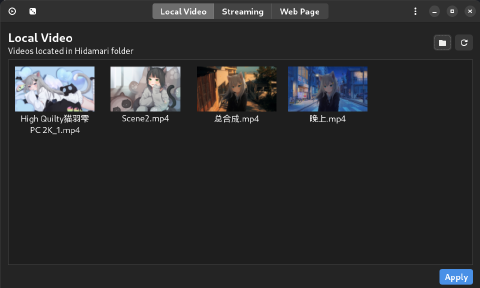 Local Video
Streaming
Web Page
Local Video
Videos located in Hidamari folder
High Quilty猫羽雫
PC 2K_1.mp4
Scene2.mp4
总合成.mp4
晚上.mp4
Apply